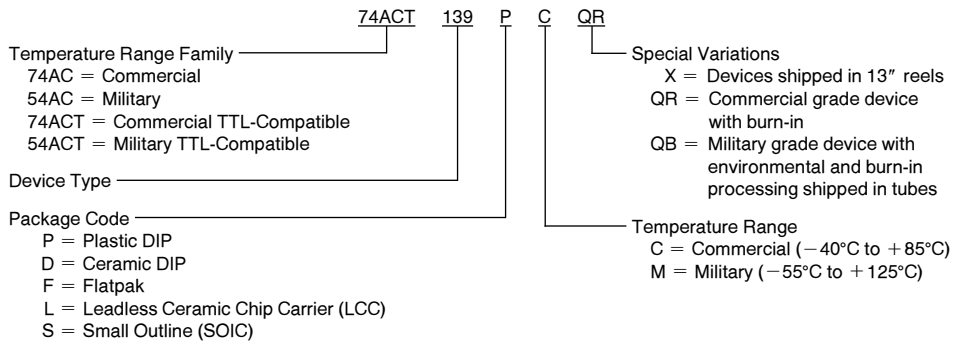 74ACT 139 P C QR
Temperature Range Family
74AC = Commercial
54AC = Military
74ACT = Commercial TTL-Compatible
54ACT = Military TTL-Compatible
Device Type
Package Code
P = Plastic DIP
D = Ceramic DIP
F = Flatpak
L = Leadless Ceramic Chip Carrier (LCC)
S = Small Outline (SOIC)
Special Variations
X = Devices shipped in 13″ reels
QR = Commercial grade device
with burn-in
QB = Military grade device with
environmental and burn-in
processing shipped in tubes
Temperature Range
C = Commercial (−40°C to +85°C)
M = Military (−55°C to +125°C)